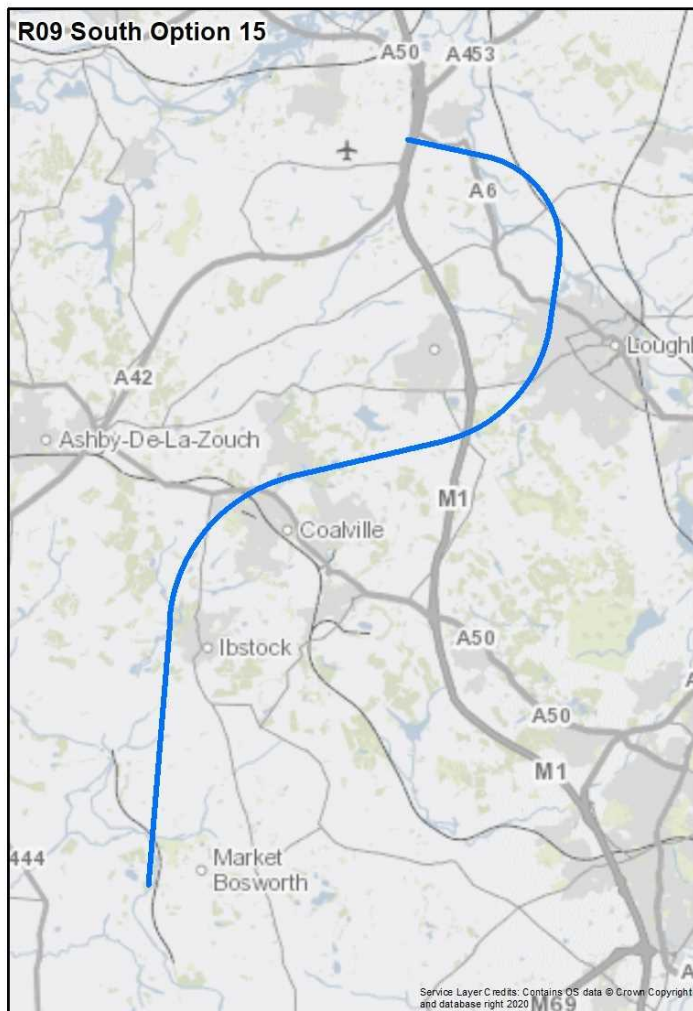 R09 South Option 15
A50
A453
A6
Loughb
A42
Ashby-De-La-Zouch
M1
Coalville
A50
Ibstock
A50
M1
444
Market
Bosworth
A
Service Layer Credits: Contains OS data © Crown Copyright
and database right 2020
M69